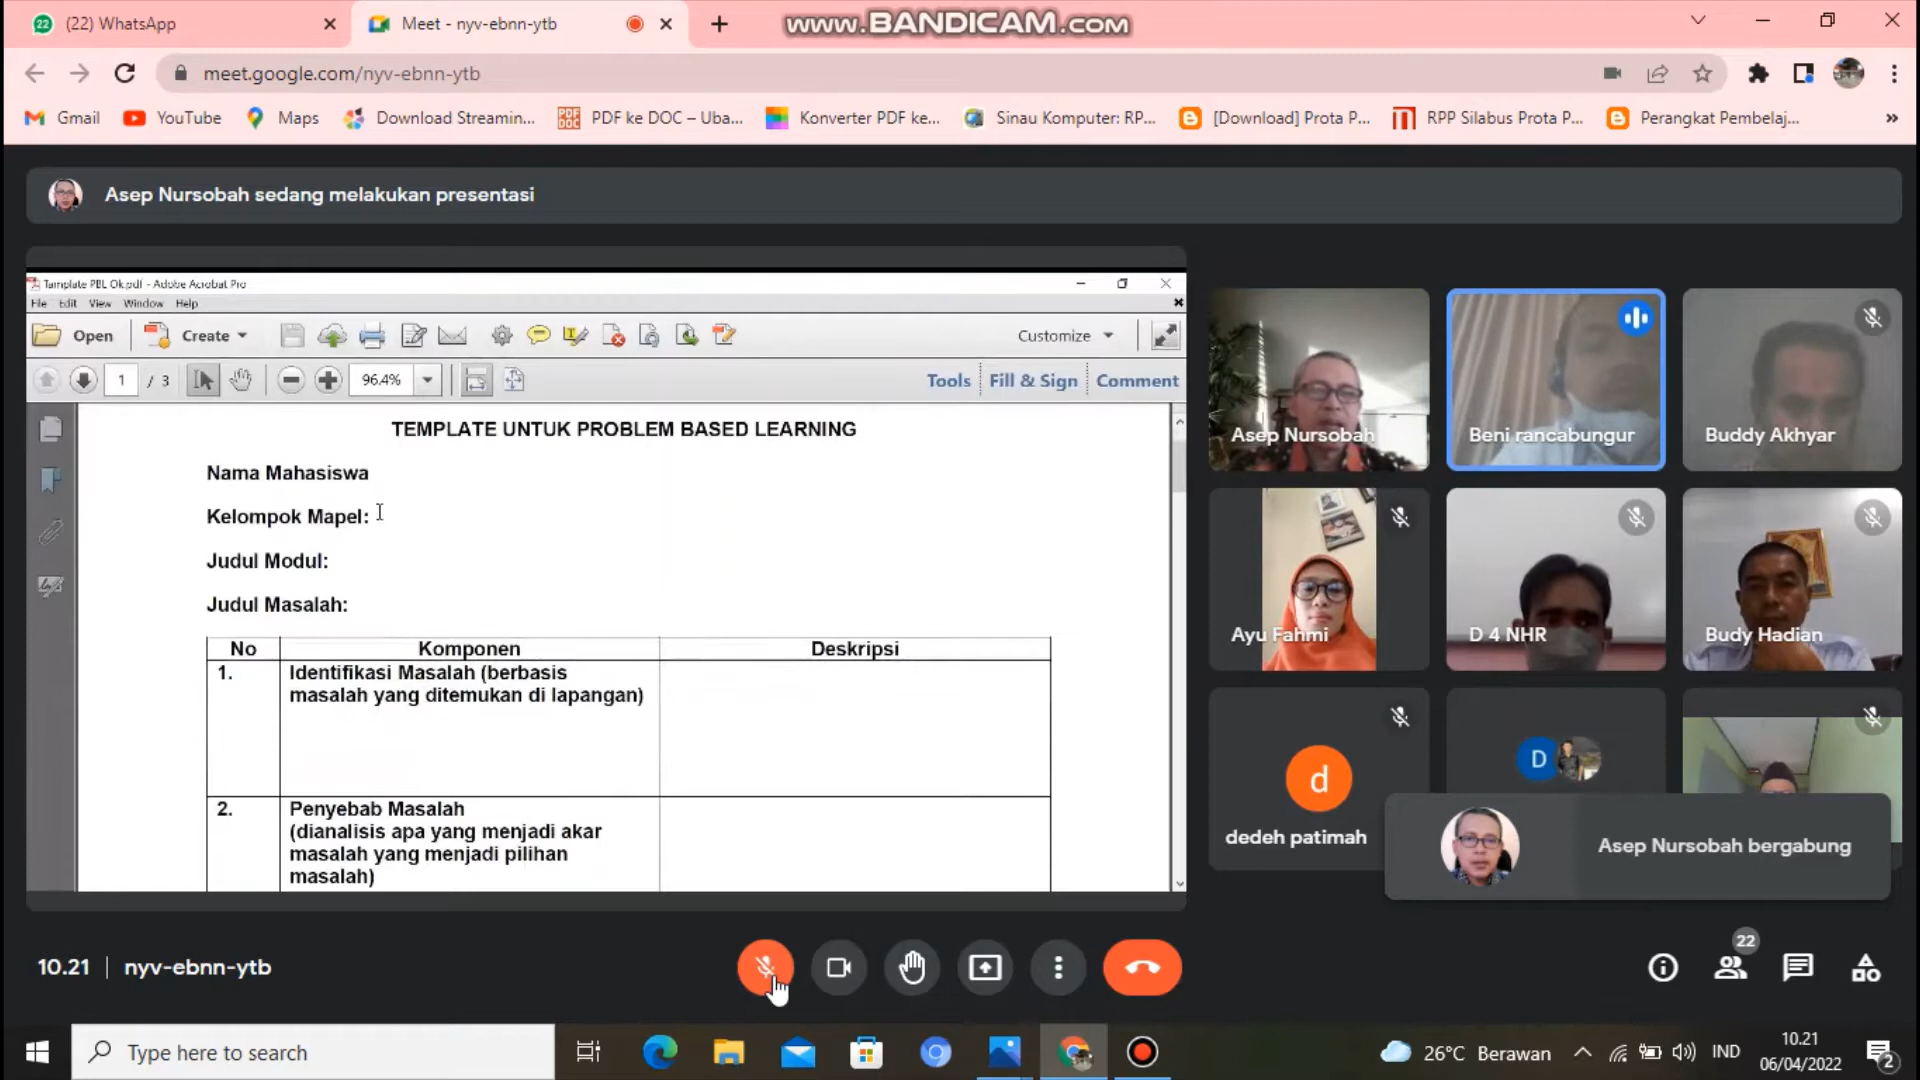 (22) WhatsApp
Meet - nyv-ebnn-ytb
www.BANDICAM.com
meet.google.com/nyv-ebnn-ytb
Gmail
YouTube
Maps
Download Streamin...
PDF ke DOC – Uba...
Konverter PDF ke...
Sinau Komputer: RP...
[Download] Prota P...
RPP Silabus Prota P...
Perangkat Pembelaj...
»
Asep Nursobah sedang melakukan presentasi
Tamplate PBL Ok.pdf - Adobe Acrobat Pro
File Edit View Window Help
Open
Create
Customize
1 / 3
96.4%
Tools
Fill & Sign
Comment
TEMPLATE UNTUK PROBLEM BASED LEARNING
Nama Mahasiswa
Kelompok Mapel:
Judul Modul:
Judul Masalah:
No Komponen Deskripsi
1. Identifikasi Masalah (berbasis
masalah yang ditemukan di lapangan)
2. Penyebab Masalah
(dianalisis apa yang menjadi akar
masalah yang menjadi pilihan
masalah)
Asep Nursobah
Beni rancabungur
Buddy Akhyar
Ayu Fahmi
D 4 NHR
Budy Hadian
d
dedeh patimah
D
Asep Nursobah bergabung
10.21 | nyv-ebnn-ytb
22
Type here to search
26°C Berawan
IND
10.21
06/04/2022
2